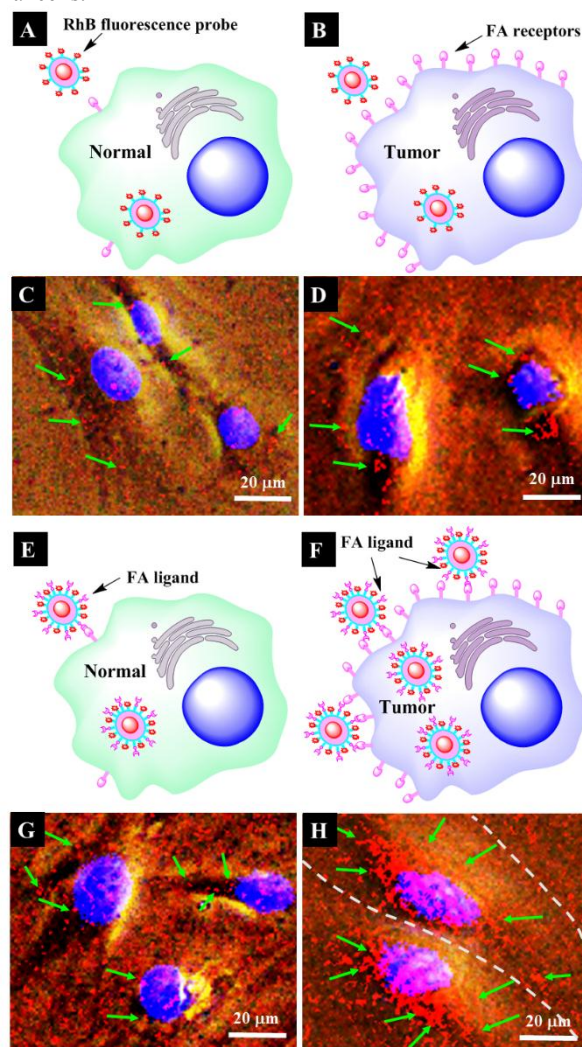 A
RhB fluorescence probe
Normal
B
FA receptors
Tumor
C
20 μm
D
20 μm
E
FA ligand
Normal
F
FA ligand
Tumor
G
20 μm
H
20 μm